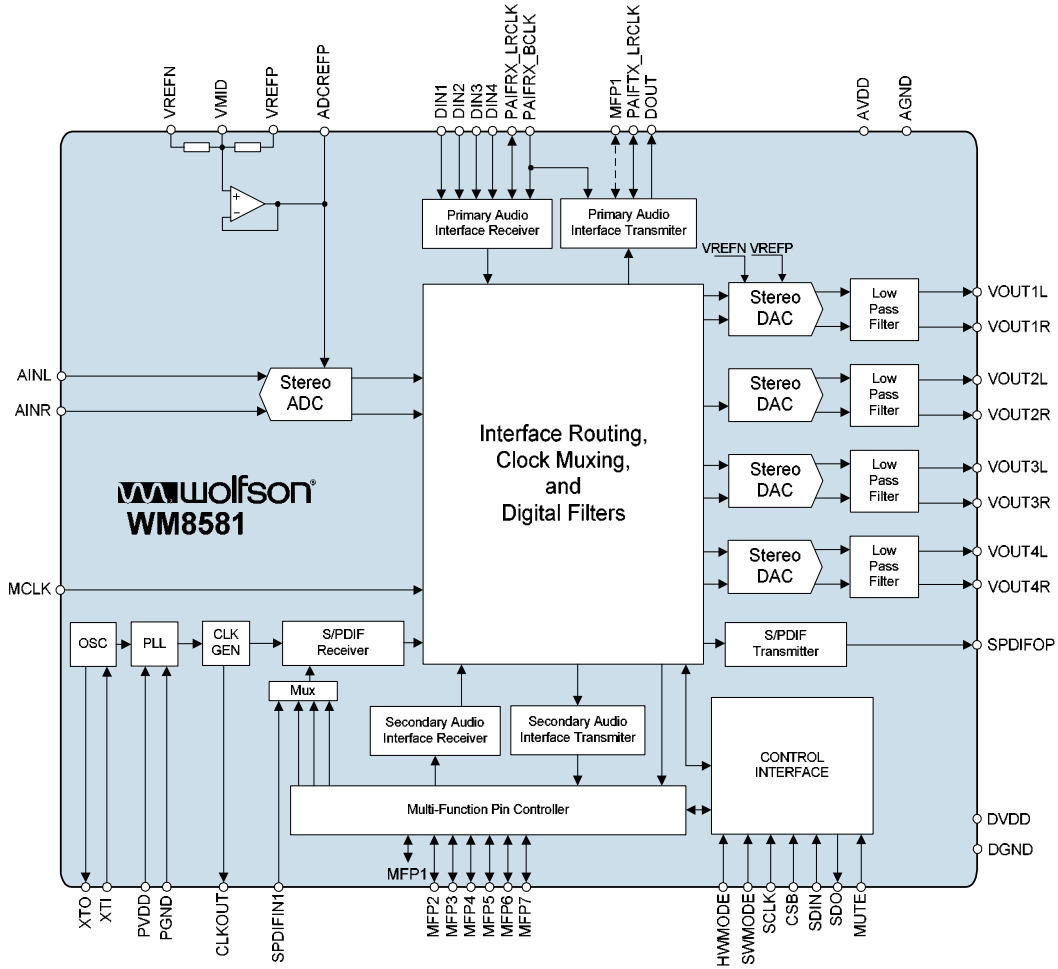 VREFN
VMID
VREFP
ADCREFP
DIN1
DIN2
DIN3
DIN4
PAIFRX_LRCLK
PAIFRX_BCLK
MFP1
PAIFTX_LRCLK
DOUT
AVDD
AGND
+
−
Primary Audio
Interface Receiver
Primary Audio
Interface Transmiter
VREFN VREFP
Stereo
DAC
Low
Pass
Filter
VOUT1L
VOUT1R
AINL
AINR
Stereo
ADC
Stereo
DAC
Low
Pass
Filter
VOUT2L
VOUT2R
Interface Routing,
Clock Muxing,
and
Digital Filters
Stereo
DAC
Low
Pass
Filter
VOUT3L
VOUT3R
wolfson®
WM8581
Stereo
DAC
Low
Pass
Filter
VOUT4L
VOUT4R
MCLK
OSC
PLL
CLK
GEN
S/PDIF
Receiver
S/PDIF
Transmitter
SPDIFOP
Mux
Secondary Audio
Interface Receiver
Secondary Audio
Interface Transmiter
CONTROL
INTERFACE
Multi-Function Pin Controller
DVDD
DGND
MFP1
XTO
XTI
PVDD
PGND
CLKOUT
SPDIFIN1
MFP2
MFP3
MFP4
MFP5
MFP6
MFP7
HWMODE
SWMODE
SCLK
CSB
SDIN
SDO
MUTE